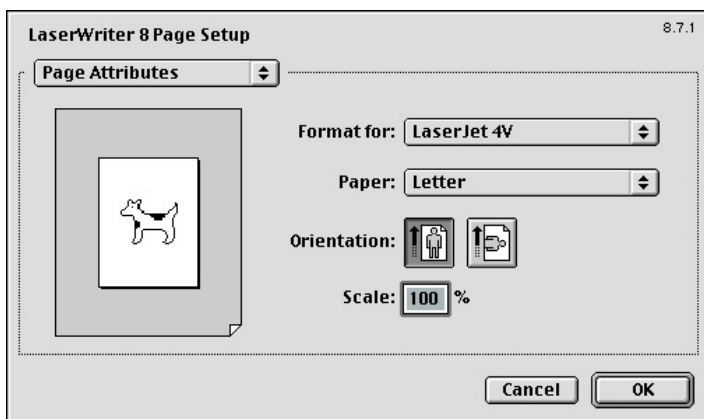 LaserWriter 8 Page Setup
8.7.1
Page Attributes
Format for: LaserJet 4V
Paper: Letter
Orientation:
Scale: 100 %
Cancel
OK